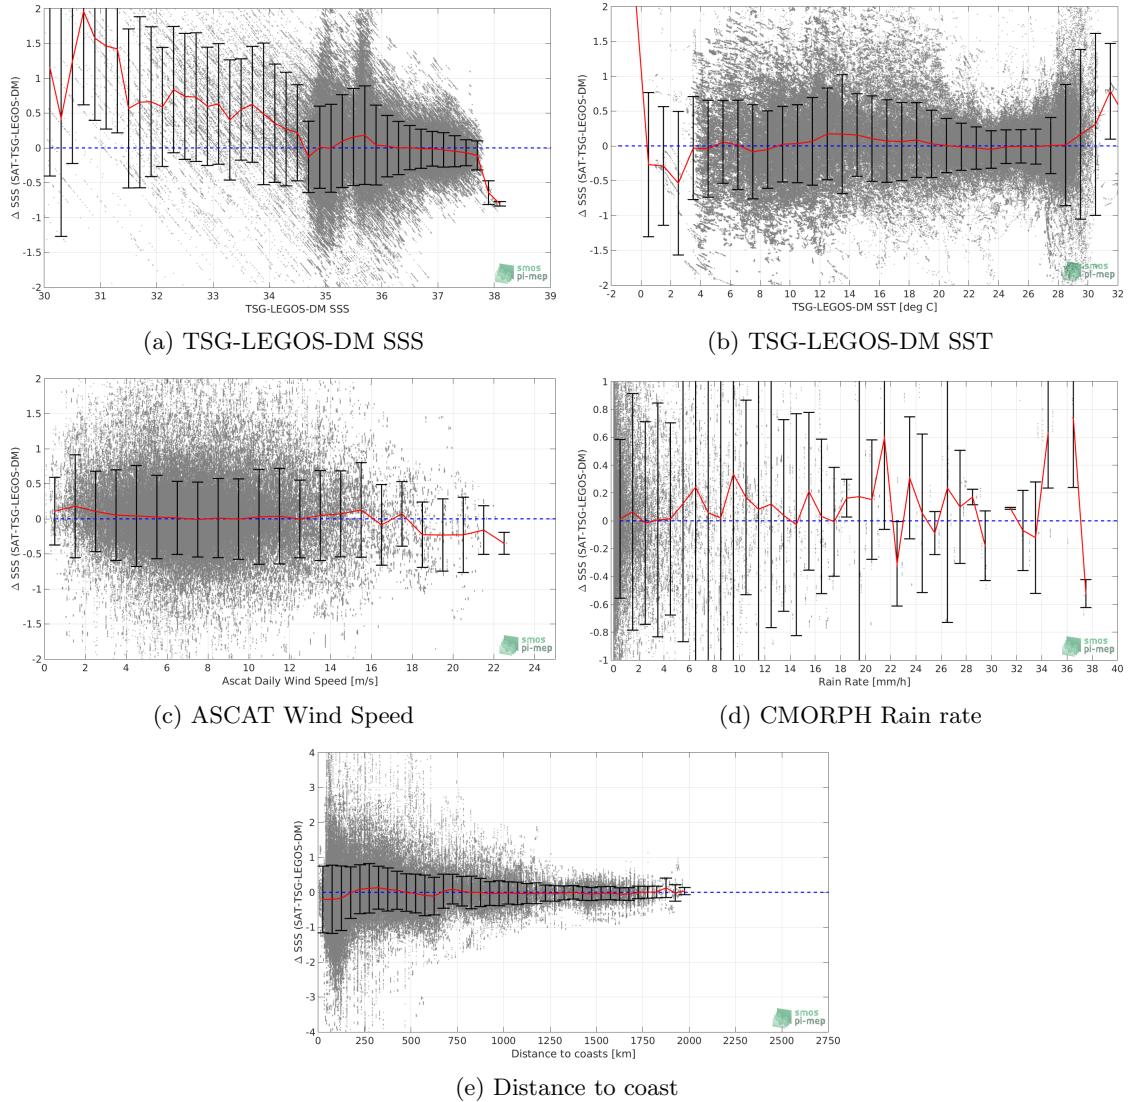 2
1.5
1
0.5
0
-0.5
-1
-1.5
-2
Δ SSS (SAT-TSG-LEGOS-DM)
30 31 32 33 34 35 36 37 38 39
TSG-LEGOS-DM SSS
smos
pi-mep
(a) TSG-LEGOS-DM SSS
2
1.5
1
0.5
0
-0.5
-1
-1.5
-2
Δ SSS (SAT-TSG-LEGOS-DM)
-2 0 2 4 6 8 10 12 14 16 18 20 22 24 26 28 30 32
TSG-LEGOS-DM SST [deg C]
smos
pi-mep
(b) TSG-LEGOS-DM SST
2
1.5
1
0.5
0
-0.5
-1
-1.5
-2
Δ SSS (SAT-TSG-LEGOS-DM)
0 2 4 6 8 10 12 14 16 18 20 22 24
Ascat Daily Wind Speed [m/s]
smos
pi-mep
(c) ASCAT Wind Speed
1
0.8
0.6
0.4
0.2
0
-0.2
-0.4
-0.6
-0.8
-1
Δ SSS (SAT-TSG-LEGOS-DM)
0 2 4 6 8 10 12 14 16 18 20 22 24 26 28 30 32 34 36 38 40
Rain Rate [mm/h]
smos
pi-mep
(d) CMORPH Rain rate
4
3
2
1
0
-1
-2
-3
-4
Δ SSS (SAT-TSG-LEGOS-DM)
0 250 500 750 1000 1250 1500 1750 2000 2250 2500 2750
Distance to coasts [km]
smos
pi-mep
(e) Distance to coast